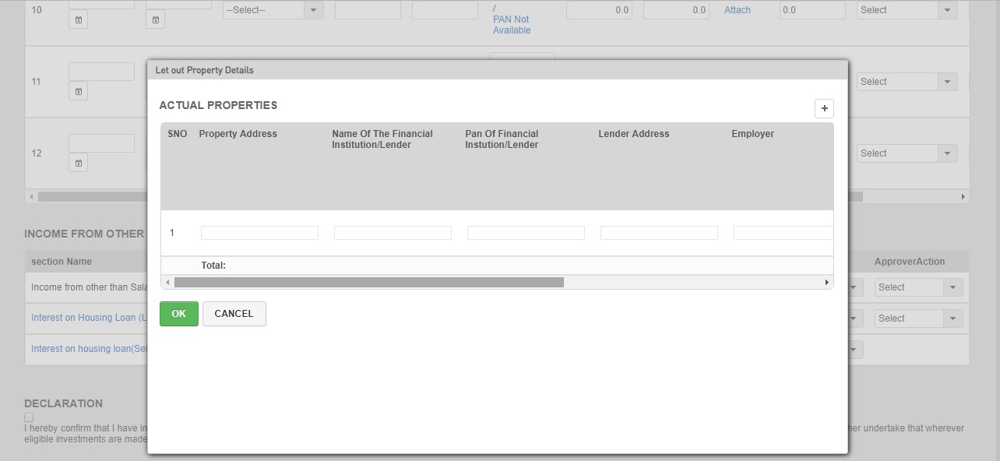 10
--Select--
/
PAN Not
Available
0.0
0.0
Attach
0.0
Select
11
Select
12
Select
Let out Property Details
ACTUAL PROPERTIES
+
SNO Property Address Name Of The Financial Institution/Lender Pan Of Financial Instution/Lender Lender Address Employer
1
Total:
OK CANCEL
INCOME FROM OTHER
section Name ApproverAction
Income from other than Sala Select
Interest on Housing Loan (L Select
Interest on housing loan(Sel
DECLARATION
I hereby confirm that I have in her undertake that wherever
eligible investments are made